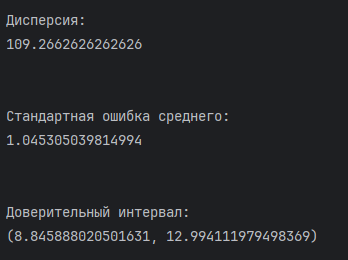 Дисперсия:
109.2662626262626
Стандартная ошибка среднего:
1.045305039814994
Доверительный интервал:
(8.845888020501631, 12.994111979498369)